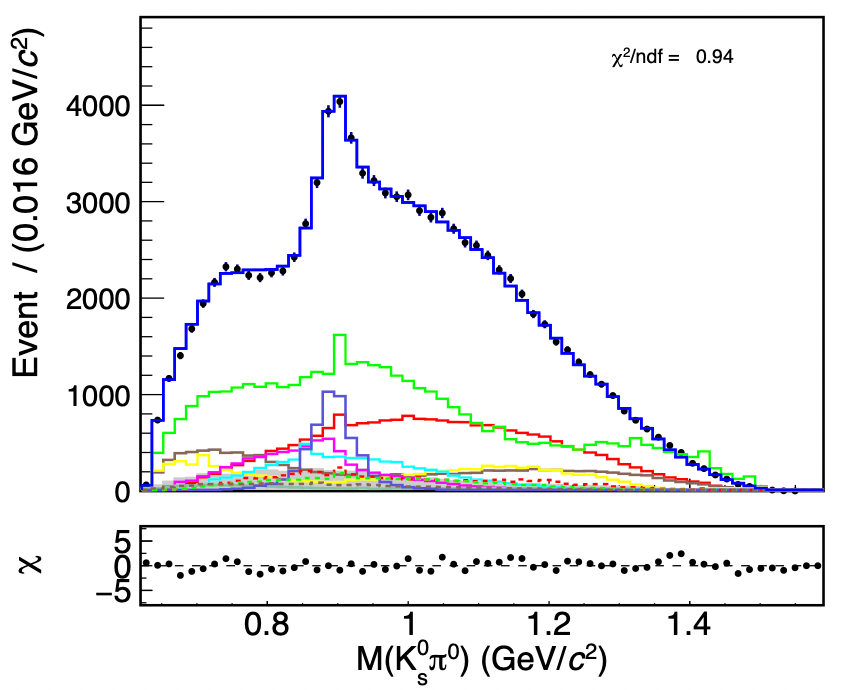 χ²/ndf = 0.94
Event / (0.016 GeV/c²)
4000
3000
2000
1000
0
χ
5
0
−5
0.8 1 1.2 1.4
M(K⁰ₛπ⁰) (GeV/c²)